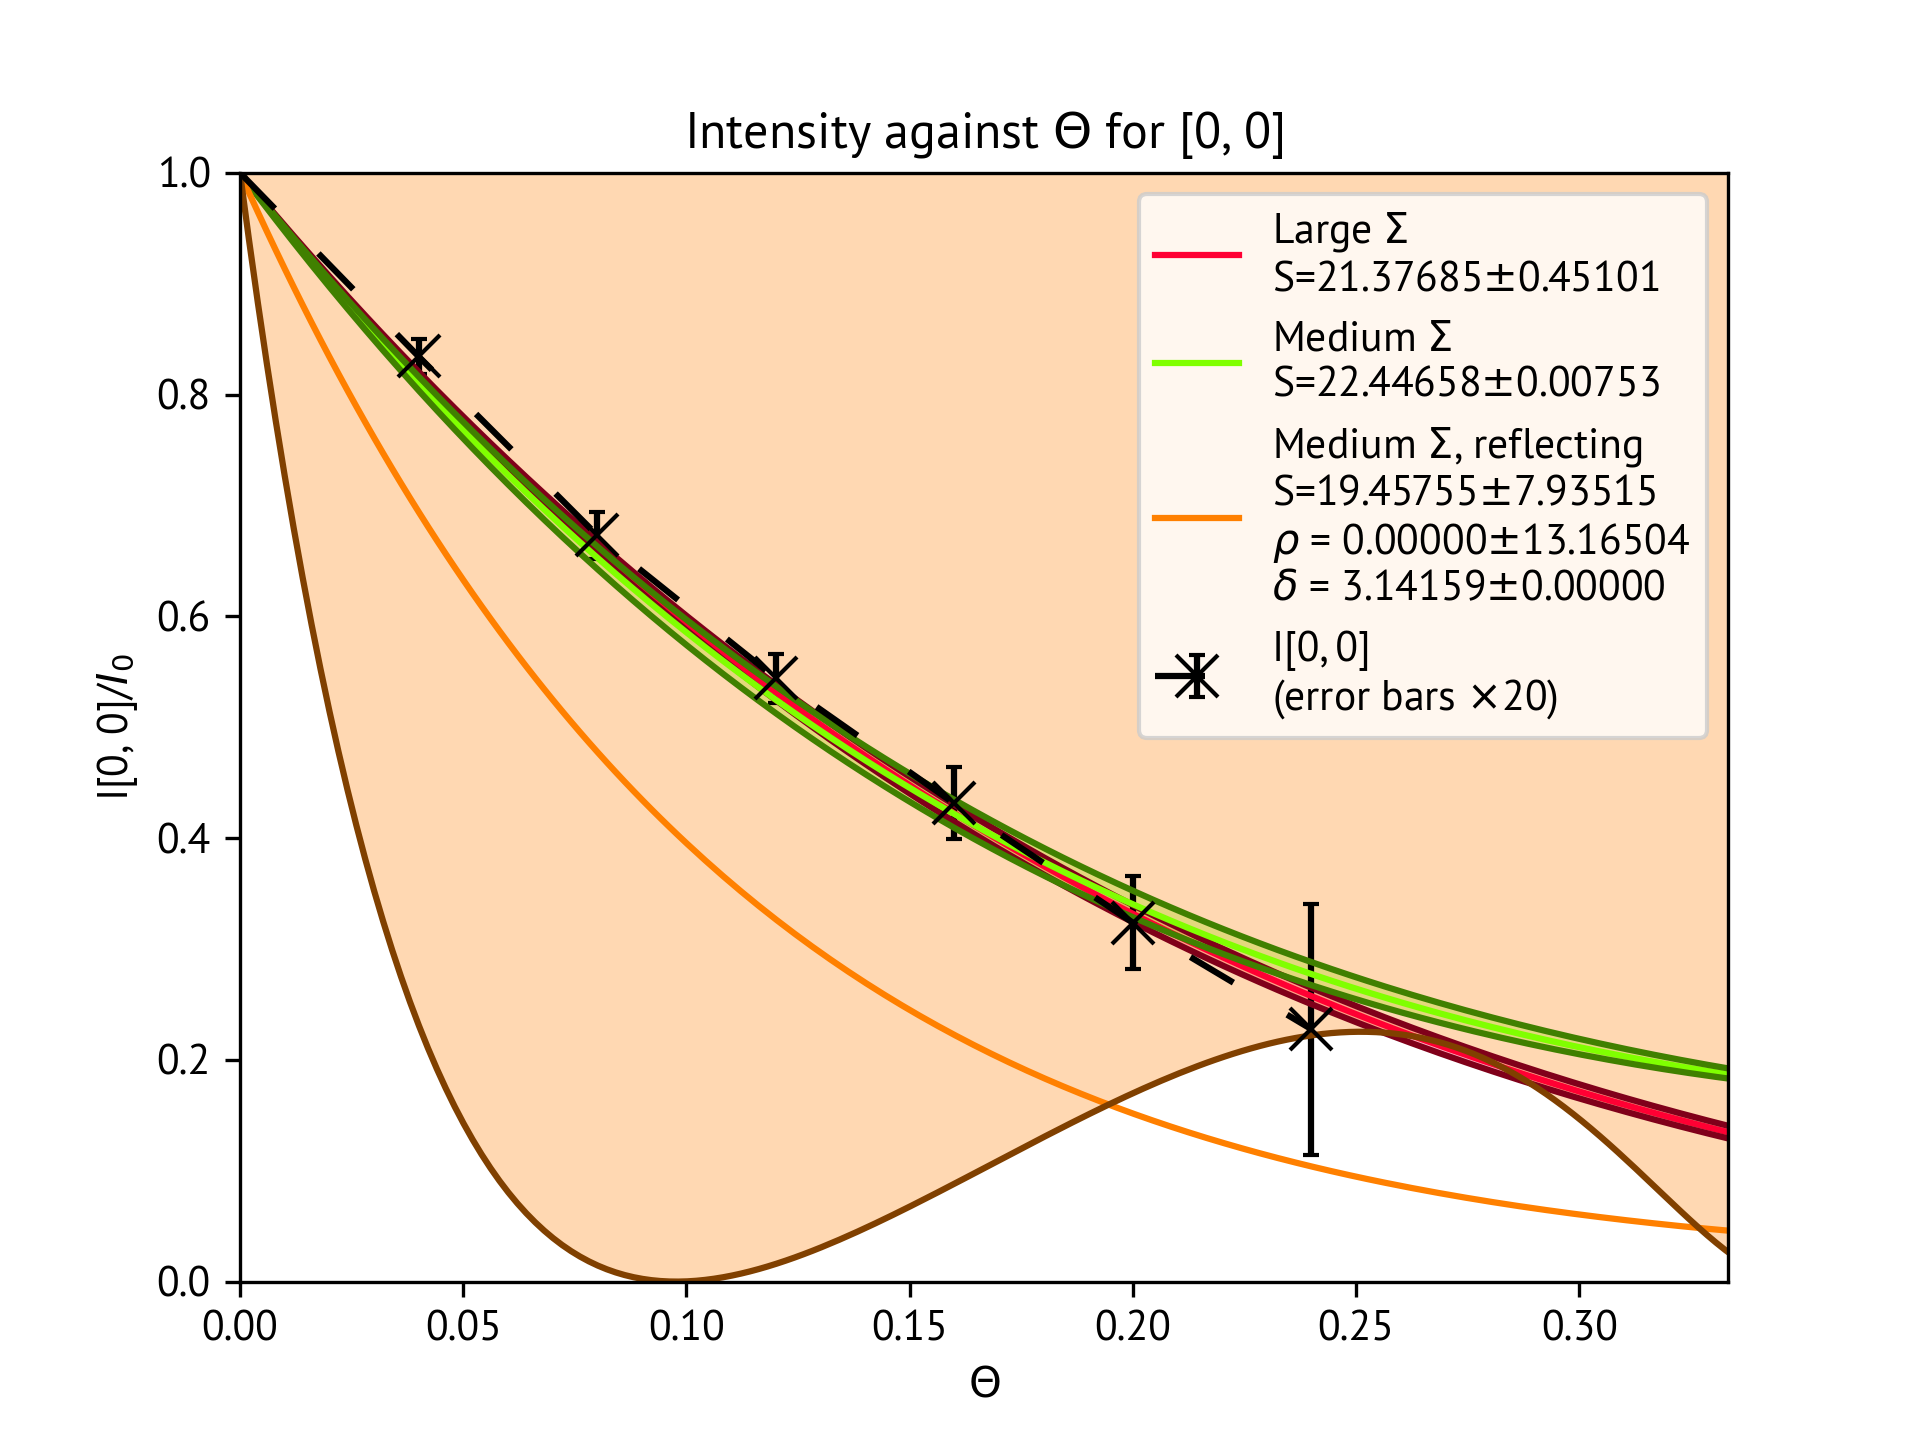 Intensity against Θ for [0, 0]
1.0
0.8
0.6
0.4
0.2
0.0
I[0, 0]/I₀
0.00
0.05
0.10
0.15
0.20
0.25
0.30
Θ
Large Σ
S=21.37685±0.45101
Medium Σ
S=22.44658±0.00753
Medium Σ, reflecting
S=19.45755±7.93515
ρ = 0.00000±13.16504
δ = 3.14159±0.00000
I[0, 0]
(error bars ×20)